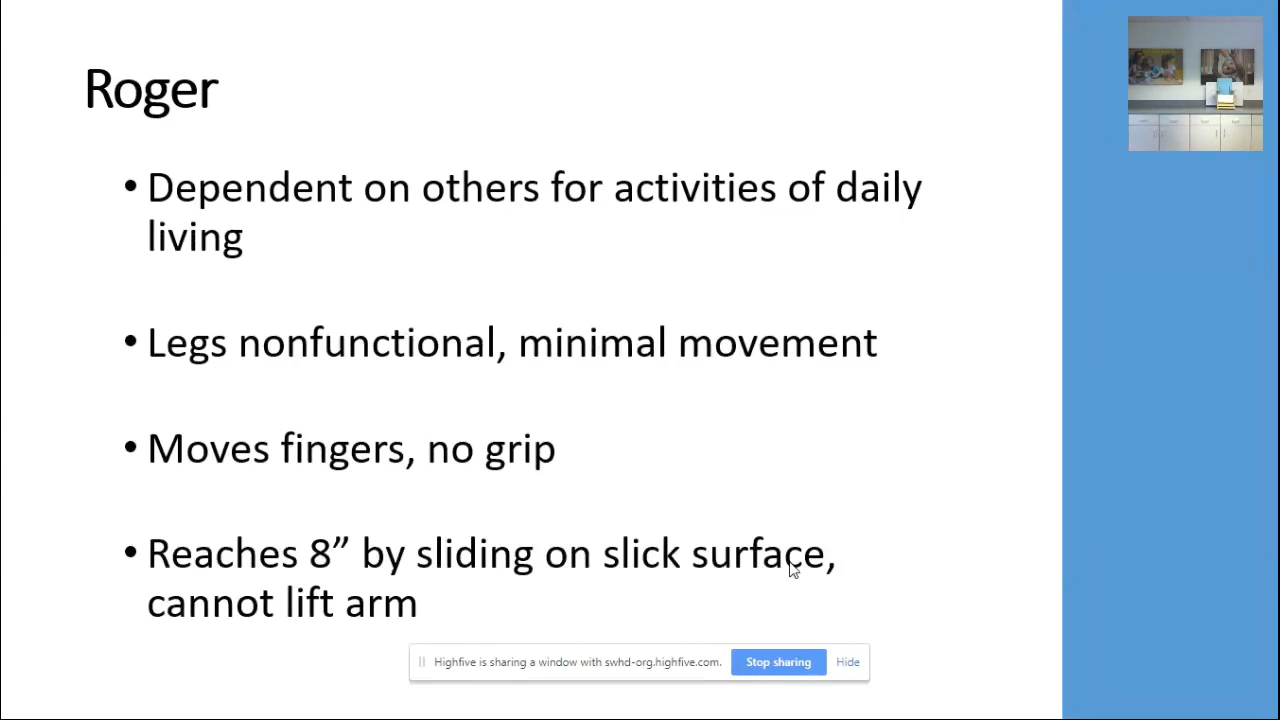 Roger
• Dependent on others for activities of daily
living
• Legs nonfunctional, minimal movement
• Moves fingers, no grip
• Reaches 8” by sliding on slick surface,
cannot lift arm
Highfive is sharing a window with swhd-org.highfive.com. Stop sharing Hide